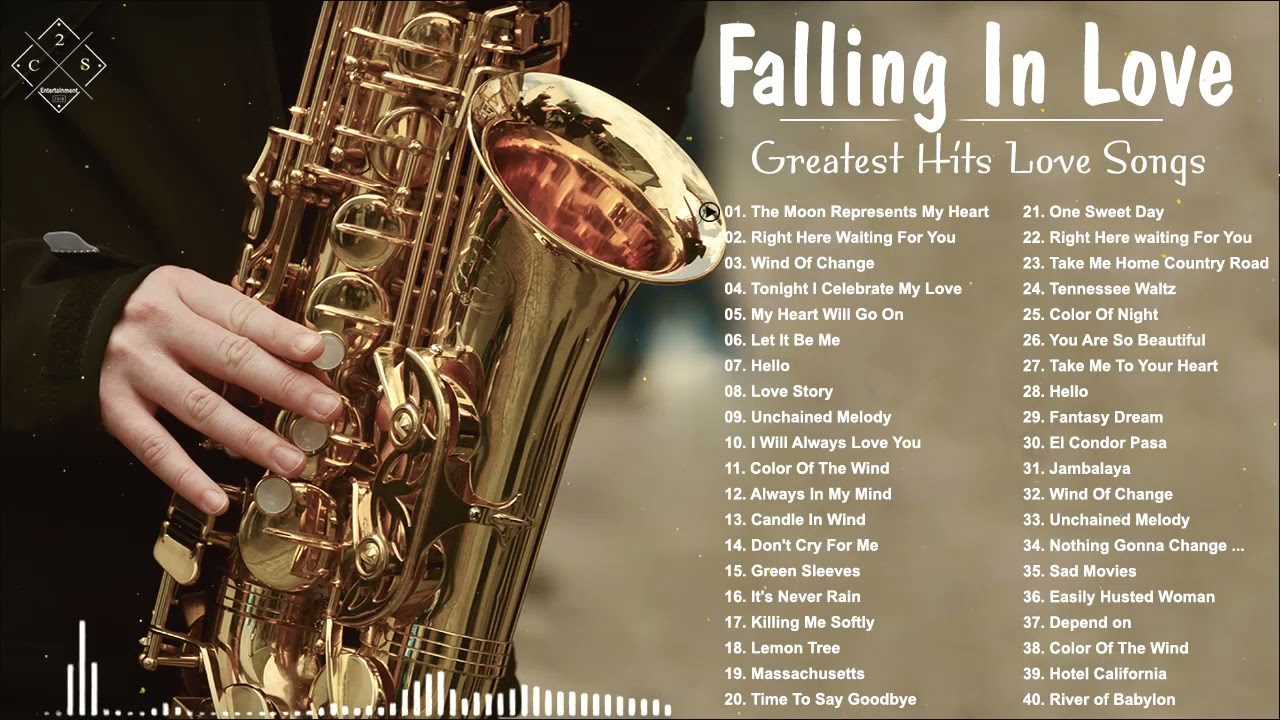 2
C S
Entertainment
Falling In Love
Greatest Hits Love Songs
01. The Moon Represents My Heart
02. Right Here Waiting For You
03. Wind Of Change
04. Tonight I Celebrate My Love
05. My Heart Will Go On
06. Let It Be Me
07. Hello
08. Love Story
09. Unchained Melody
10. I Will Always Love You
11. Color Of The Wind
12. Always In My Mind
13. Candle In Wind
14. Don't Cry For Me
15. Green Sleeves
16. It's Never Rain
17. Killing Me Softly
18. Lemon Tree
19. Massachusetts
20. Time To Say Goodbye
21. One Sweet Day
22. Right Here waiting For You
23. Take Me Home Country Road
24. Tennessee Waltz
25. Color Of Night
26. You Are So Beautiful
27. Take Me To Your Heart
28. Hello
29. Fantasy Dream
30. El Condor Pasa
31. Jambalaya
32. Wind Of Change
33. Unchained Melody
34. Nothing Gonna Change ...
35. Sad Movies
36. Easily Husted Woman
37. Depend on
38. Color Of The Wind
39. Hotel California
40. River of Babylon